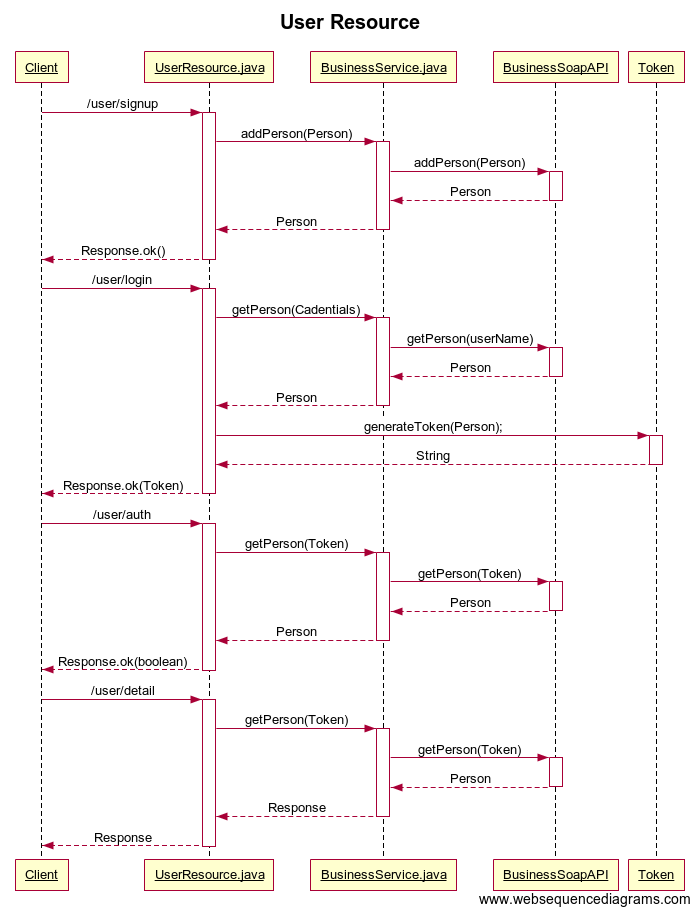 User Resource
Client UserResource.java BusinessService.java BusinessSoapAPI Token
/user/signup
addPerson(Person)
addPerson(Person)
Person
Person
Response.ok()
/user/login
getPerson(Cadentials)
getPerson(userName)
Person
Person
generateToken(Person);
String
Response.ok(Token)
/user/auth
getPerson(Token)
getPerson(Token)
Person
Person
Response.ok(boolean)
/user/detail
getPerson(Token)
getPerson(Token)
Person
Response
Response
Client UserResource.java BusinessService.java BusinessSoapAPI Token
www.websequencediagrams.com